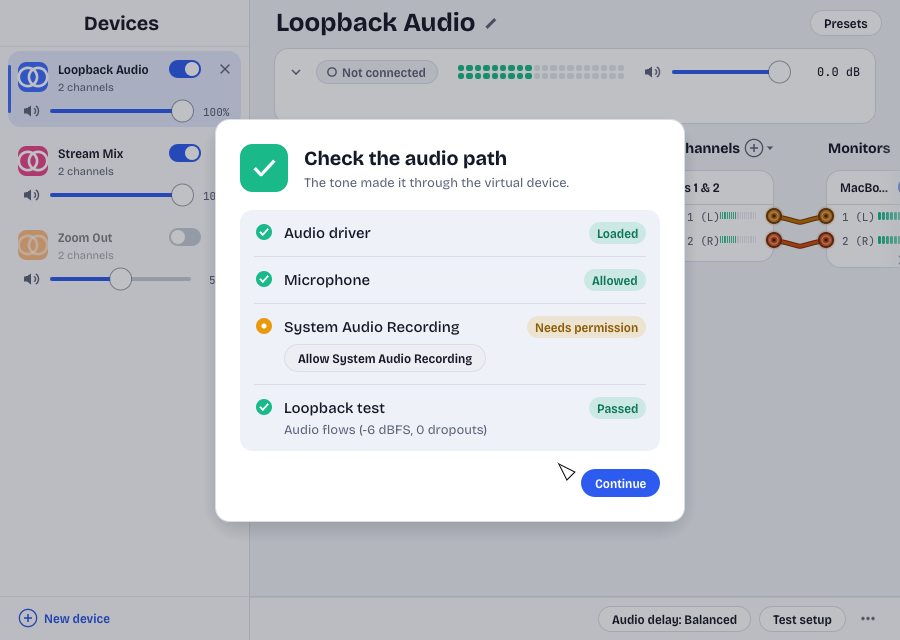 Devices
Loopback Audio
2 channels
100%
Stream Mix
2 channels
Zoom Out
2 channels
New device
Loopback Audio
Presets
Not connected
0.0 dB
Monitors
s 1 & 2
1 (L)
2 (R)
MacBo...
1 (L)
2 (R)
Check the audio path
The tone made it through the virtual device.
Audio driver
Loaded
Microphone
Allowed
System Audio Recording
Needs permission
Allow System Audio Recording
Loopback test
Passed
Audio flows (-6 dBFS, 0 dropouts)
Continue
Audio delay: Balanced
Test setup